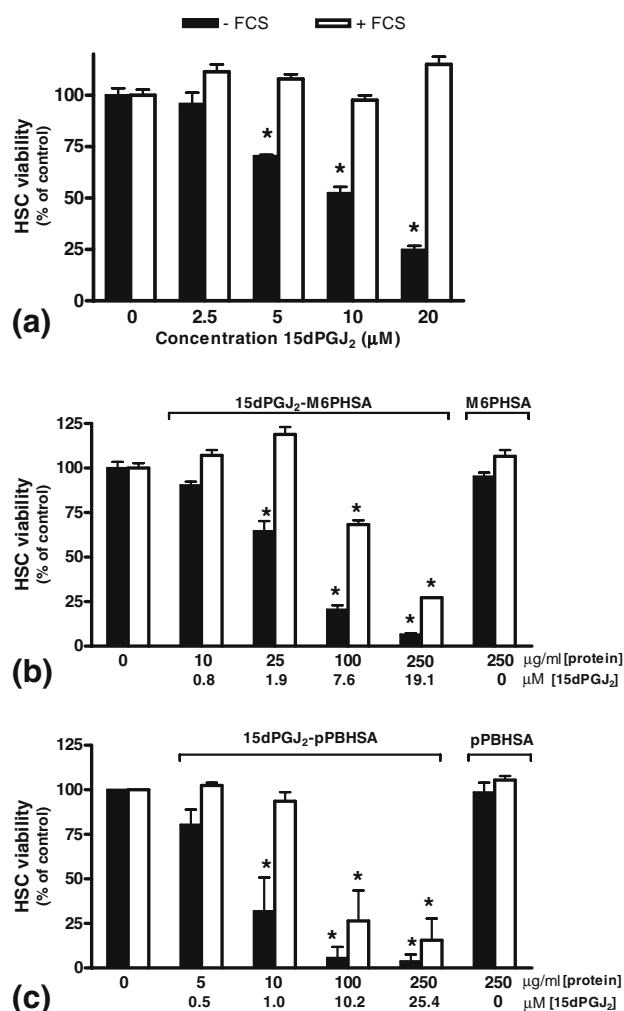 - FCS + FCS
HSC viability
(% of control)
100
75
50
25
0
*
*
*
0 2.5 5 10 20
Concentration 15dPGJ₂ (μM)
(a)
15dPGJ₂-M6PHSA M6PHSA
HSC viability
(% of control)
125
100
75
50
25
0
*
*
*
*
*
0 10 25 100 250 250 μg/ml [protein]
0.8 1.9 7.6 19.1 0 μM [15dPGJ₂]
(b)
15dPGJ₂-pPBHSA pPBHSA
HSC viability
(% of control)
125
100
75
50
25
0
*
*
*
*
*
0 5 10 100 250 250 μg/ml [protein]
0.5 1.0 10.2 25.4 0 μM [15dPGJ₂]
(c)